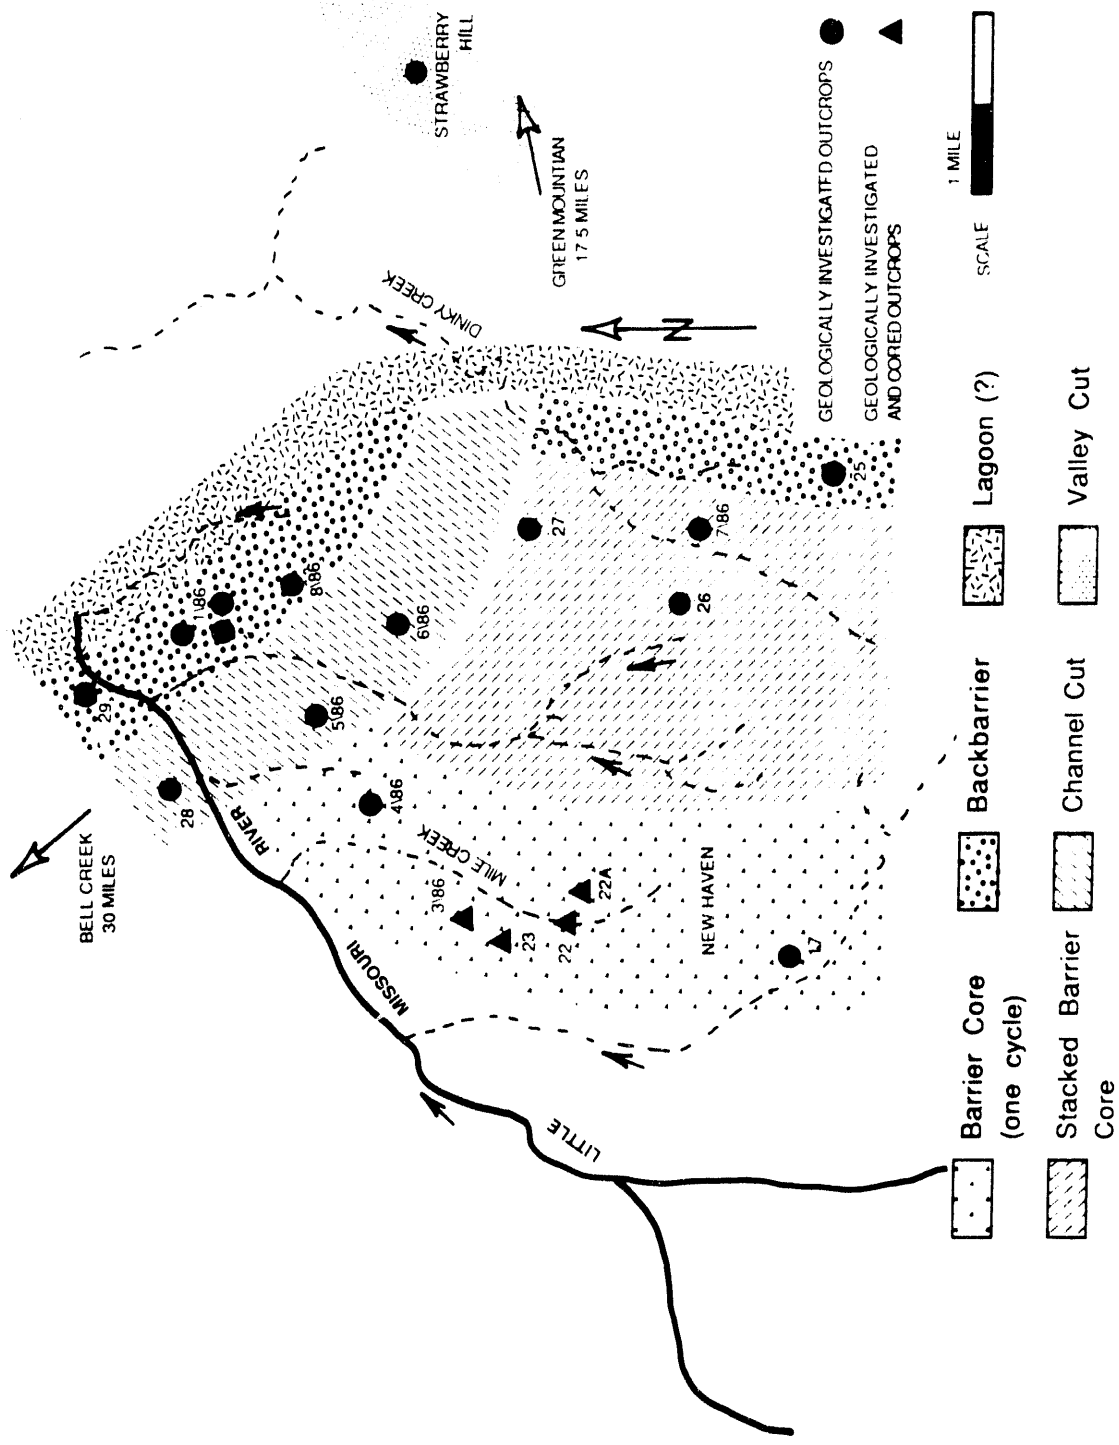 STRAWBERRY
HILL
GREEN MOUNTIAN
17 5 MILES
DINKY CREEK
N
BELL CREEK
30 MILES
RIVER
MISSOURI
LITTLE
MILE CREEK
NEW HAVEN
29
28
1\86
8\86
5\86
6\86
4\86
3\86
23
22
22A
17
27
26
7\86
25
GEOLOGICALLY INVESTIGATED OUTCROPS
GEOLOGICALLY INVESTIGATED
AND CORED OUTCROPS
SCALE
1 MILE
Barrier Core
(one cycle)
Backbarrier
Lagoon (?)
Stacked Barrier
Core
Channel Cut
Valley Cut